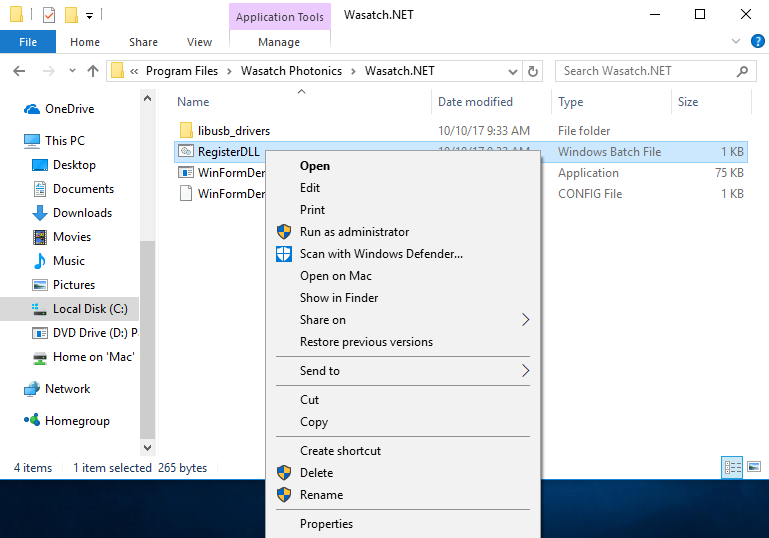 Application Tools
Wasatch.NET
File
Home
Share
View
Manage
« Program Files > Wasatch Photonics > Wasatch.NET
Search Wasatch.NET
Name
Date modified
Type
Size
OneDrive
This PC
Desktop
Documents
Downloads
Movies
Music
Pictures
Local Disk (C:)
DVD Drive (D:) P
Home on 'Mac'
Network
Homegroup
libusb_drivers 10/10/17 9:33 AM File folder
RegisterDLL 10/10/17 9:33 AM Windows Batch File 1 KB
WinFormDer Application 75 KB
WinFormDer CONFIG File 1 KB
Open
Edit
Print
Run as administrator
Scan with Windows Defender...
Open on Mac
Show in Finder
Share on
Restore previous versions
Send to
Cut
Copy
Create shortcut
Delete
Rename
Properties
4 items
1 item selected 265 bytes